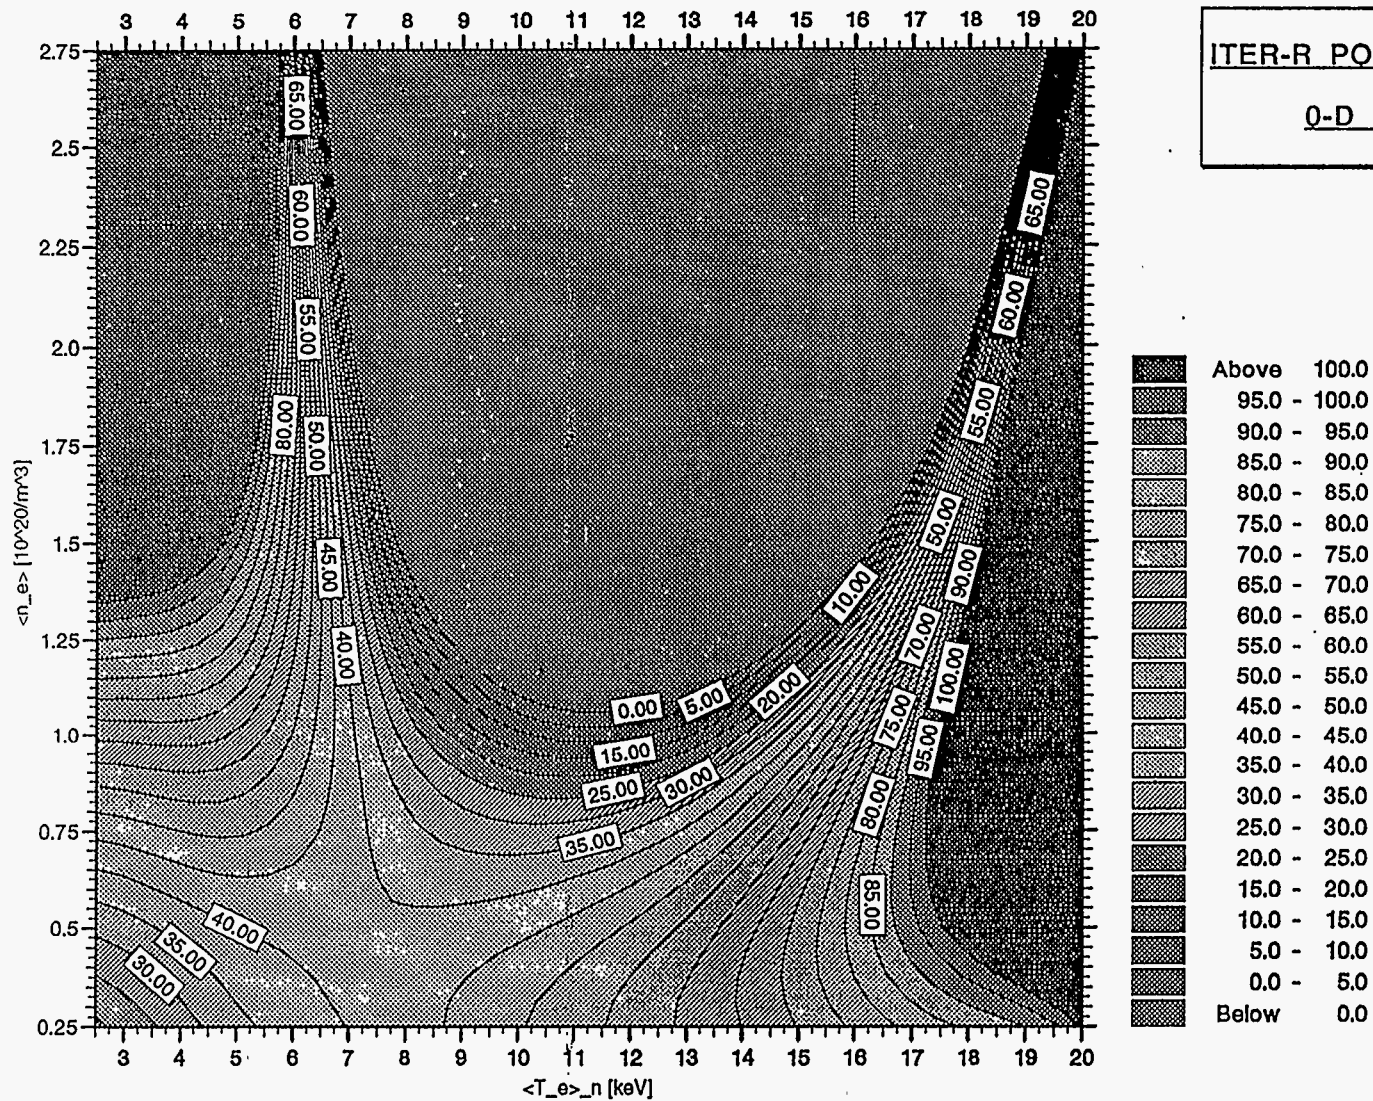 3 4 5 6 7 8 9 10 11 12 13 14 15 16 17 18 19 20
ITER-R PO
0-D
2.75
2.5
2.25
2.0
1.75
1.5
1.25
1.0
0.75
0.5
0.25
<n_e> [10^20/m^3]
65.00
60.00
55.00
80.00
50.00
45.00
40.00
65.00
60.00
55.00
50.00
90.00
10.00
70.00
100.00
0.00
5.00
20.00
75.00
95.00
15.00
25.00
30.00
80.00
35.00
85.00
40.00
35.00
30.00
Above 100.0
95.0 - 100.0
90.0 - 95.0
85.0 - 90.0
80.0 - 85.0
75.0 - 80.0
70.0 - 75.0
65.0 - 70.0
60.0 - 65.0
55.0 - 60.0
50.0 - 55.0
45.0 - 50.0
40.0 - 45.0
35.0 - 40.0
30.0 - 35.0
25.0 - 30.0
20.0 - 25.0
15.0 - 20.0
10.0 - 15.0
5.0 - 10.0
0.0 - 5.0
Below 0.0
3 4 5 6 7 8 9 10 11 12 13 14 15 16 17 18 19 20
<T_e>_n [keV]